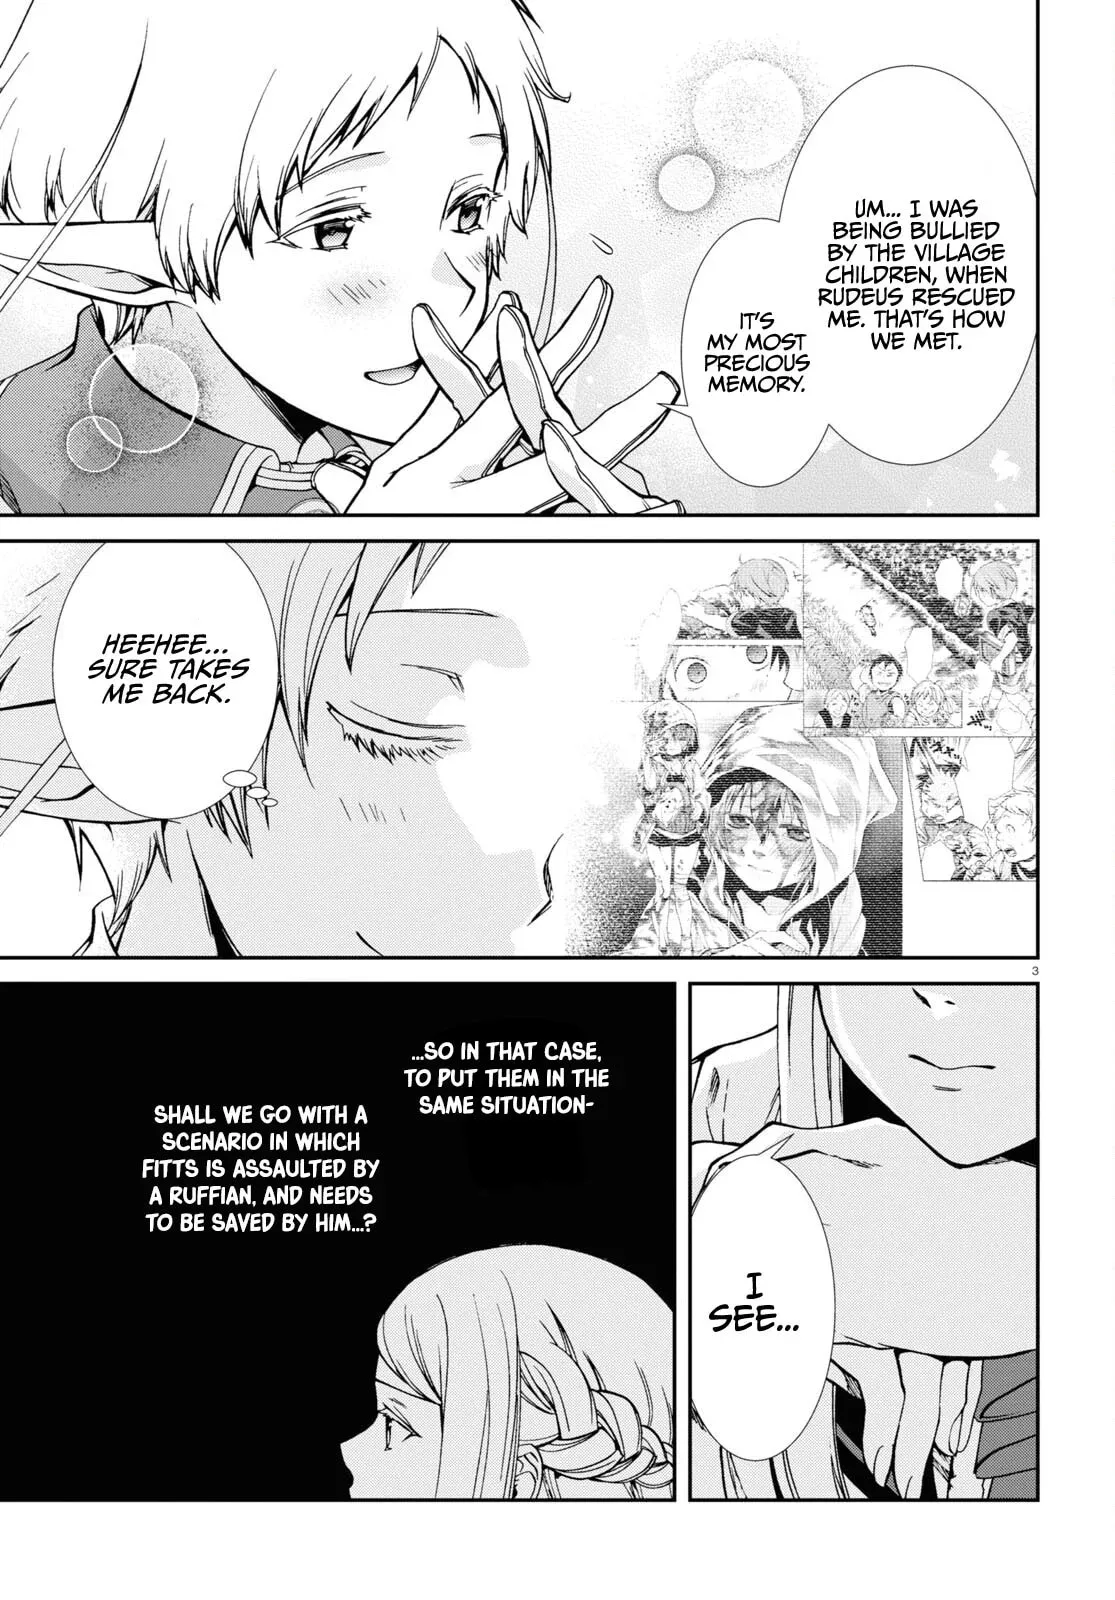 UM... I WAS
BEING BULLIED
BY THE VILLAGE
CHILDREN, WHEN
RUDEUS RESCUED
ME. THAT'S HOW
WE MET.
IT'S
MY MOST
PRECIOUS
MEMORY.
HEEHEE...
SURE TAKES
ME BACK.
3
I
SEE...
...SO IN THAT CASE,
TO PUT THEM IN THE
SAME SITUATION-
SHALL WE GO WITH A
SCENARIO IN WHICH
FITTS IS ASSAULTED BY
A RUFFIAN, AND NEEDS
TO BE SAVED BY HIM...?